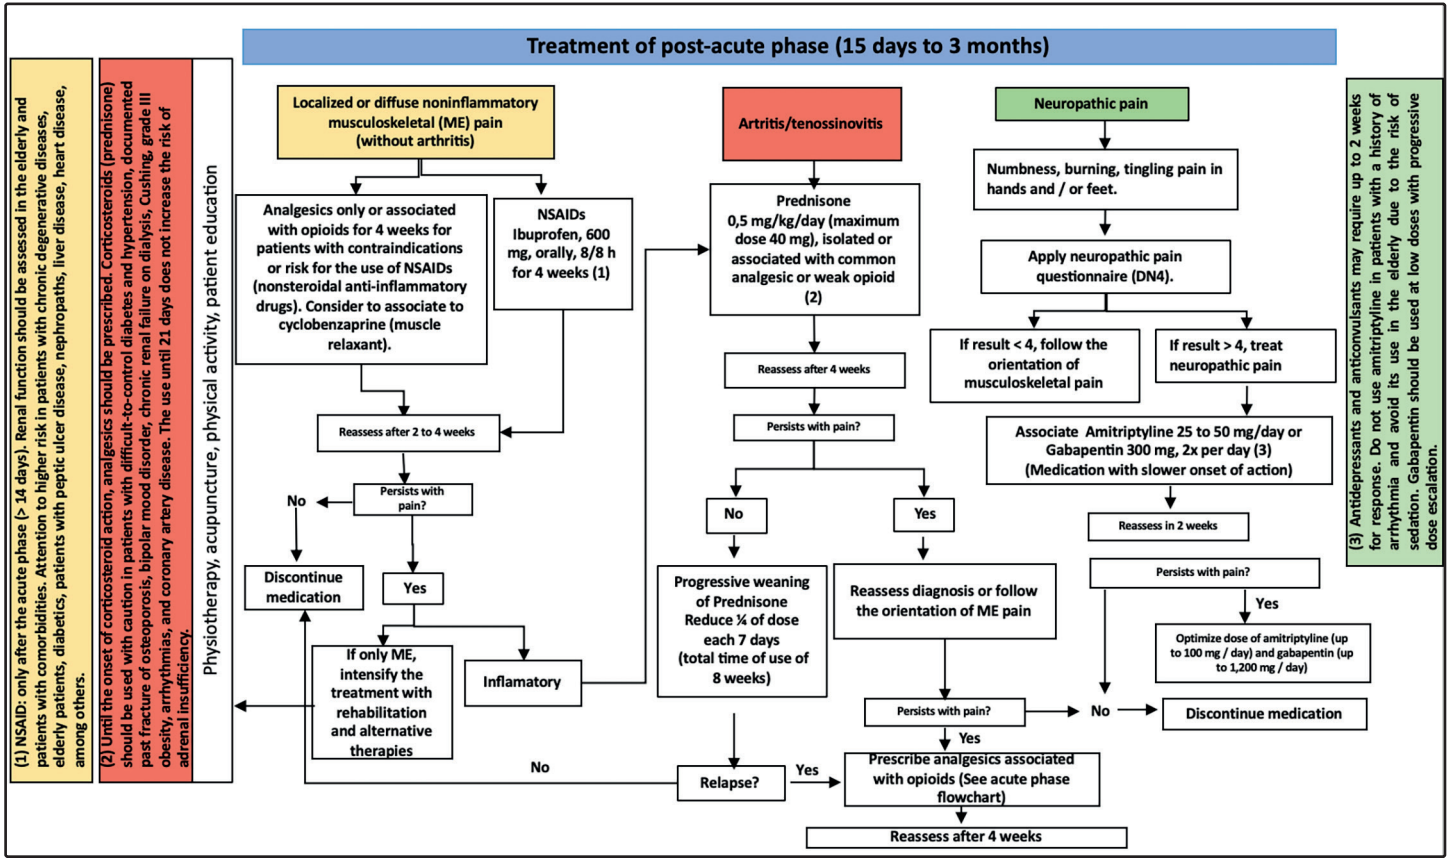 Treatment of post-acute phase (15 days to 3 months)
(1) NSAID: only after the acute phase (> 14 days). Renal function should be assessed in the elderly and
patients with comorbidities. Attention to higher risk in patients with chronic degenerative diseases,
elderly patients, diabetics, patients with peptic ulcer disease, nephropaths, liver disease, heart disease,
among others.
(2) Until the onset of corticosteroid action, analgesics should be prescribed. Corticosteroids (prednisone)
should be used with caution in patients with difficult-to-control diabetes and hypertension, documented
past fracture of osteoporosis, bipolar mood disorder, chronic renal failure on dialysis, Cushing, grade III
obesity, arrhythmias, and coronary artery disease. The use until 21 days does not increase the risk of
adrenal insufficiency.
Physiotherapy, acupuncture, physical activity, patient education
Localized or diffuse noninflammatory
musculoskeletal (ME) pain
(without arthritis)
Analgesics only or associated
with opioids for 4 weeks for
patients with contraindications
or risk for the use of NSAIDs
(nonsteroidal anti-inflammatory
drugs). Consider to associate to
cyclobenzaprine (muscle
relaxant).
NSAIDs
Ibuprofen, 600
mg, orally, 8/8 h
for 4 weeks (1)
Reassess after 2 to 4 weeks
Persists with
pain?
No
Discontinue
medication
Yes
If only ME,
intensify the
treatment with
rehabilitation
and alternative
therapies
Inflamatory
Artritis/tenossinovitis
Prednisone
0,5 mg/kg/day (maximum
dose 40 mg), isolated or
associated with common
analgesic or weak opioid
(2)
Reassess after 4 weeks
Persists with pain?
No
Yes
Progressive weaning
of Prednisone
Reduce ¼ of dose
each 7 days
(total time of use of
8 weeks)
Reassess diagnosis or follow
the orientation of ME pain
Persists with pain?
No
Discontinue medication
Yes
Relapse?
No
Yes
Prescribe analgesics associated
with opioids (See acute phase
flowchart)
Reassess after 4 weeks
Neuropathic pain
Numbness, burning, tingling pain in
hands and / or feet.
Apply neuropathic pain
questionnaire (DN4).
If result < 4, follow the
orientation of
musculoskeletal pain
If result > 4, treat
neuropathic pain
Associate Amitriptyline 25 to 50 mg/day or
Gabapentin 300 mg, 2x per day (3)
(Medication with slower onset of action)
Reassess in 2 weeks
Persists with pain?
Yes
Optimize dose of amitriptyline (up
to 100 mg / day) and gabapentin (up
to 1,200 mg / day)
(3) Antidepressants and anticonvulsants may require up to 2 weeks
for response. Do not use amitriptyline in patients with a history of
arrhythmia and avoid its use in the elderly due to the risk of
sedation. Gabapentin should be used at low doses with progressive
dose escalation.